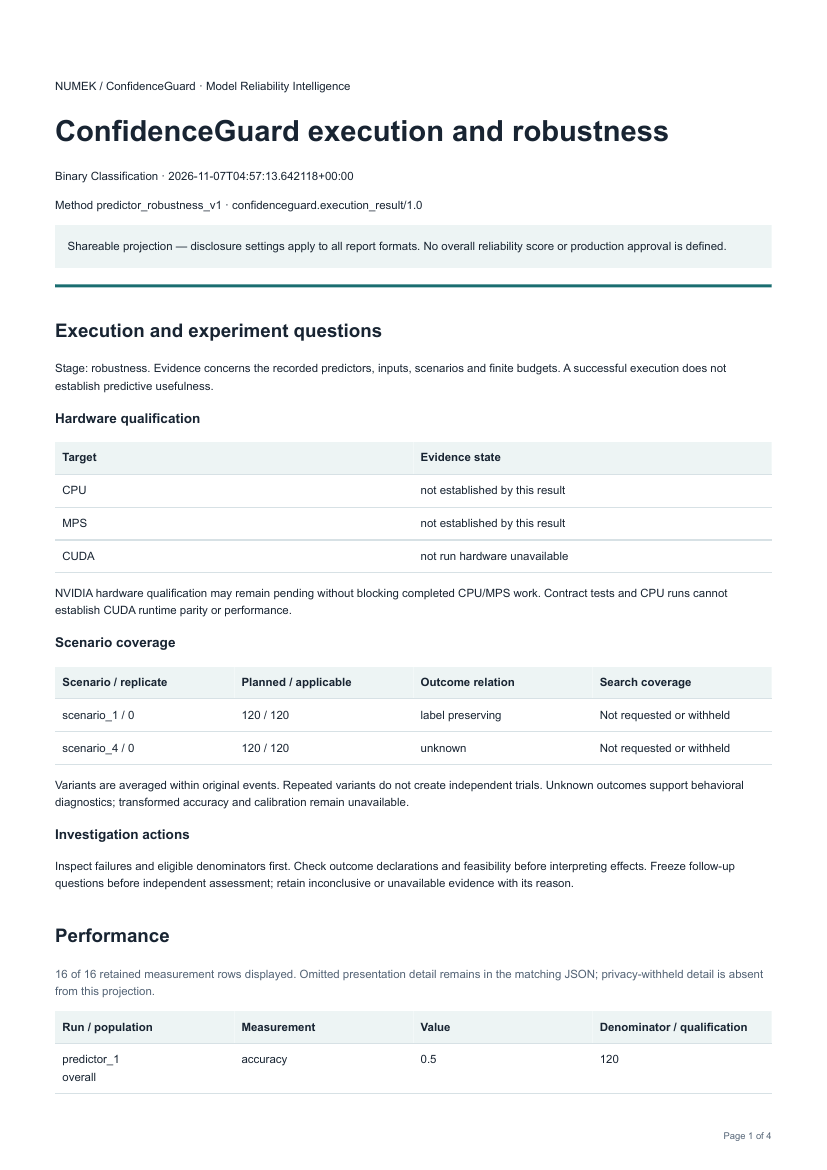 NUMEK / ConfidenceGuard · Model Reliability Intelligence
ConfidenceGuard execution and robustness
Binary Classification · 2026-11-07T04:57:13.642118+00:00
Method predictor_robustness_v1 · confidenceguard.execution_result/1.0
Shareable projection — disclosure settings apply to all report formats. No overall reliability score or production approval is defined.
Execution and experiment questions
Stage: robustness. Evidence concerns the recorded predictors, inputs, scenarios and finite budgets. A successful execution does not
establish predictive usefulness.
Hardware qualification
Target Evidence state
CPU not established by this result
MPS not established by this result
CUDA not run hardware unavailable
NVIDIA hardware qualification may remain pending without blocking completed CPU/MPS work. Contract tests and CPU runs cannot
establish CUDA runtime parity or performance.
Scenario coverage
Scenario / replicate Planned / applicable Outcome relation Search coverage
scenario_1 / 0 120 / 120 label preserving Not requested or withheld
scenario_4 / 0 120 / 120 unknown Not requested or withheld
Variants are averaged within original events. Repeated variants do not create independent trials. Unknown outcomes support behavioral
diagnostics; transformed accuracy and calibration remain unavailable.
Investigation actions
Inspect failures and eligible denominators first. Check outcome declarations and feasibility before interpreting effects. Freeze follow-up
questions before independent assessment; retain inconclusive or unavailable evidence with its reason.
Performance
16 of 16 retained measurement rows displayed. Omitted presentation detail remains in the matching JSON; privacy-withheld detail is absent
from this projection.
Run / population Measurement Value Denominator / qualification
predictor_1 accuracy 0.5 120
overall
Page 1 of 4